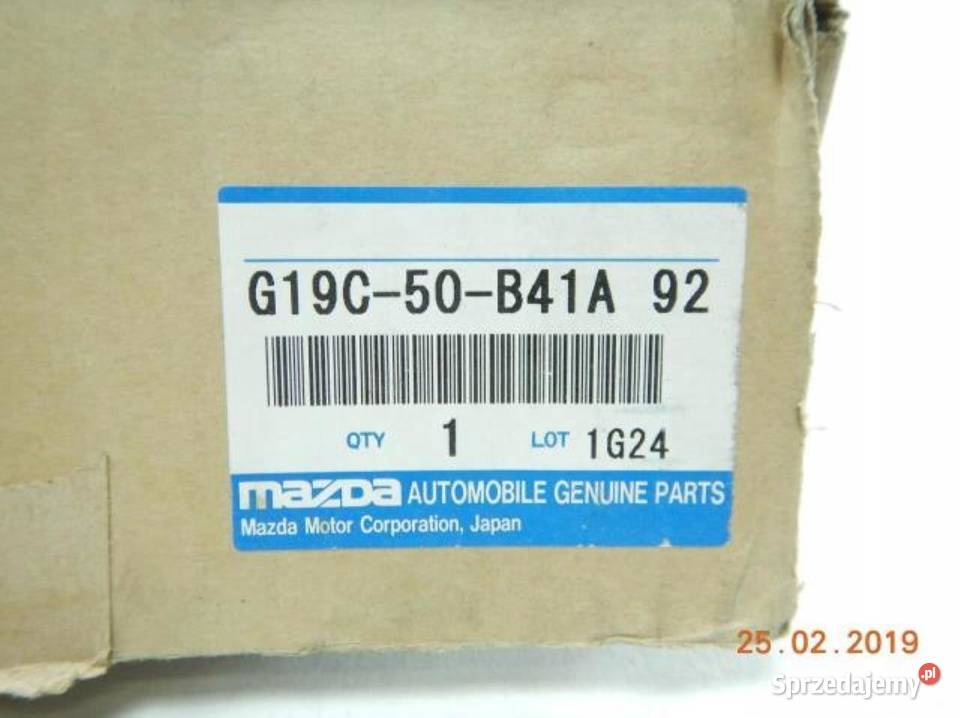 G19C-50-B41A 92
QTY 1 LOT 1G24
mazda AUTOMOBILE GENUINE PARTS
Mazda Motor Corporation, Japan
25.02.2019
Sprzedajemy .pl